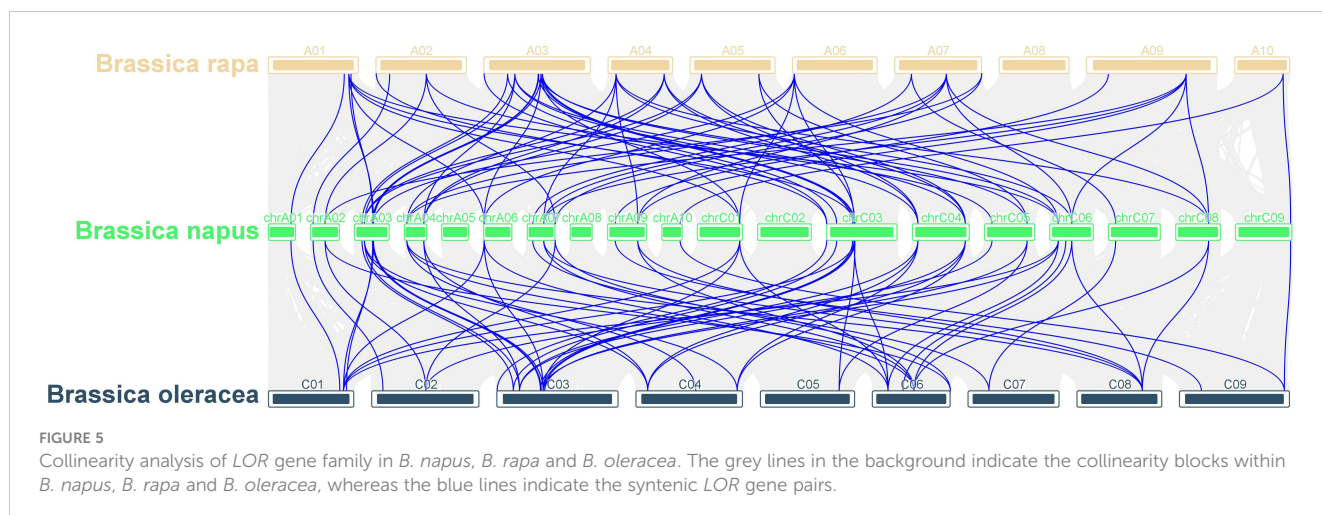 A01 A02 A03 A04 A05 A06 A07 A08 A09 A10
Brassica rapa
chrA01 chrA02 chrA03 chrA04 chrA05 chrA06 chrA07 chrA08 chrA09 chrA10 chrC01 chrC02 chrC03 chrC04 chrC05 chrC06 chrC07 chrC08 chrC09
Brassica napus
C01 C02 C03 C04 C05 C06 C07 C08 C09
Brassica oleracea
FIGURE 5
Collinearity analysis of LOR gene family in B. napus, B. rapa and B. oleracea. The grey lines in the background indicate the collinearity blocks within
B. napus, B. rapa and B. oleracea, whereas the blue lines indicate the syntenic LOR gene pairs.